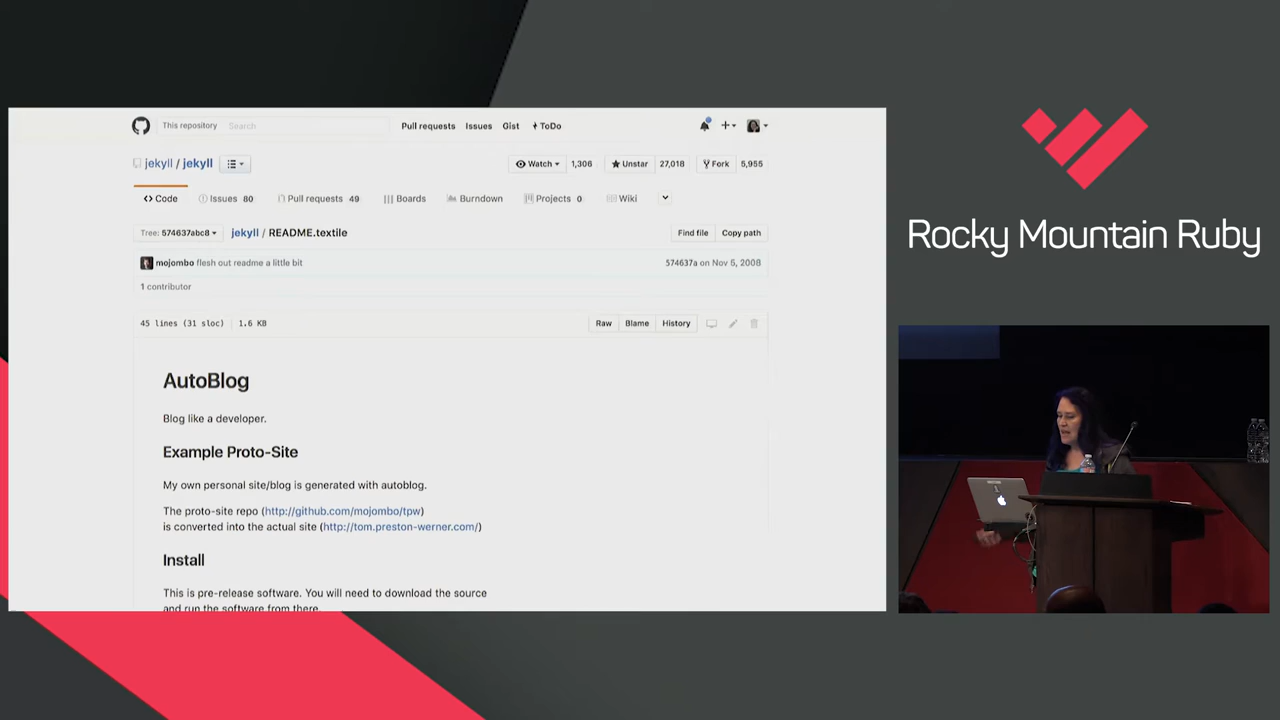 This repository Search Pull requests Issues Gist ToDo
jekyll / jekyll Watch 1,306 Unstar 27,018 Fork 5,955
Code Issues 80 Pull requests 49 Boards Burndown Projects 0 Wiki
Tree: 574637abc8 jekyll / README.textile Find file Copy path
mojombo flesh out readme a little bit 574637a on Nov 5, 2008
1 contributor
45 lines (31 sloc) 1.6 KB Raw Blame History
AutoBlog
Blog like a developer.
Example Proto-Site
My own personal site/blog is generated with autoblog.
The proto-site repo (http://github.com/mojombo/tpw)
is converted into the actual site (http://tom.preston-werner.com/)
Install
This is pre-release software. You will need to download the source
and run the software from there.
Rocky Mountain Ruby